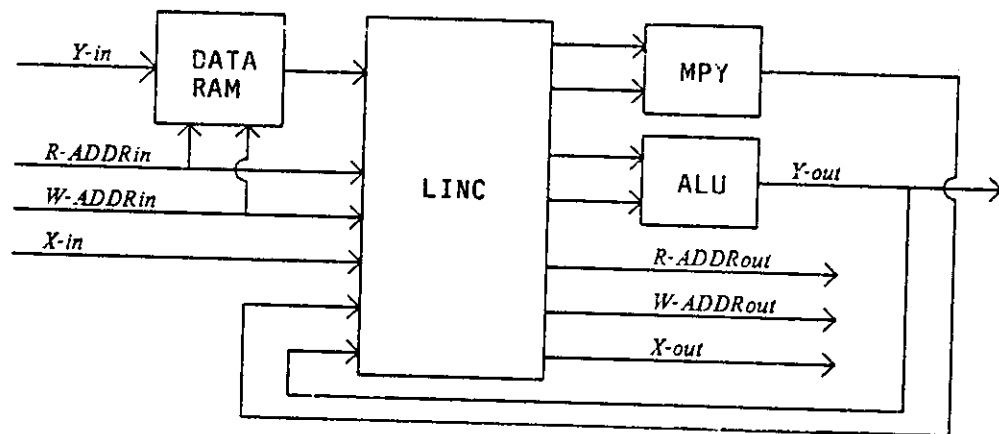 Y-in
DATA
RAM
MPY
R-ADDRin
W-ADDRin
LINC
ALU
Y-out
X-in
R-ADDRout
W-ADDRout
X-out